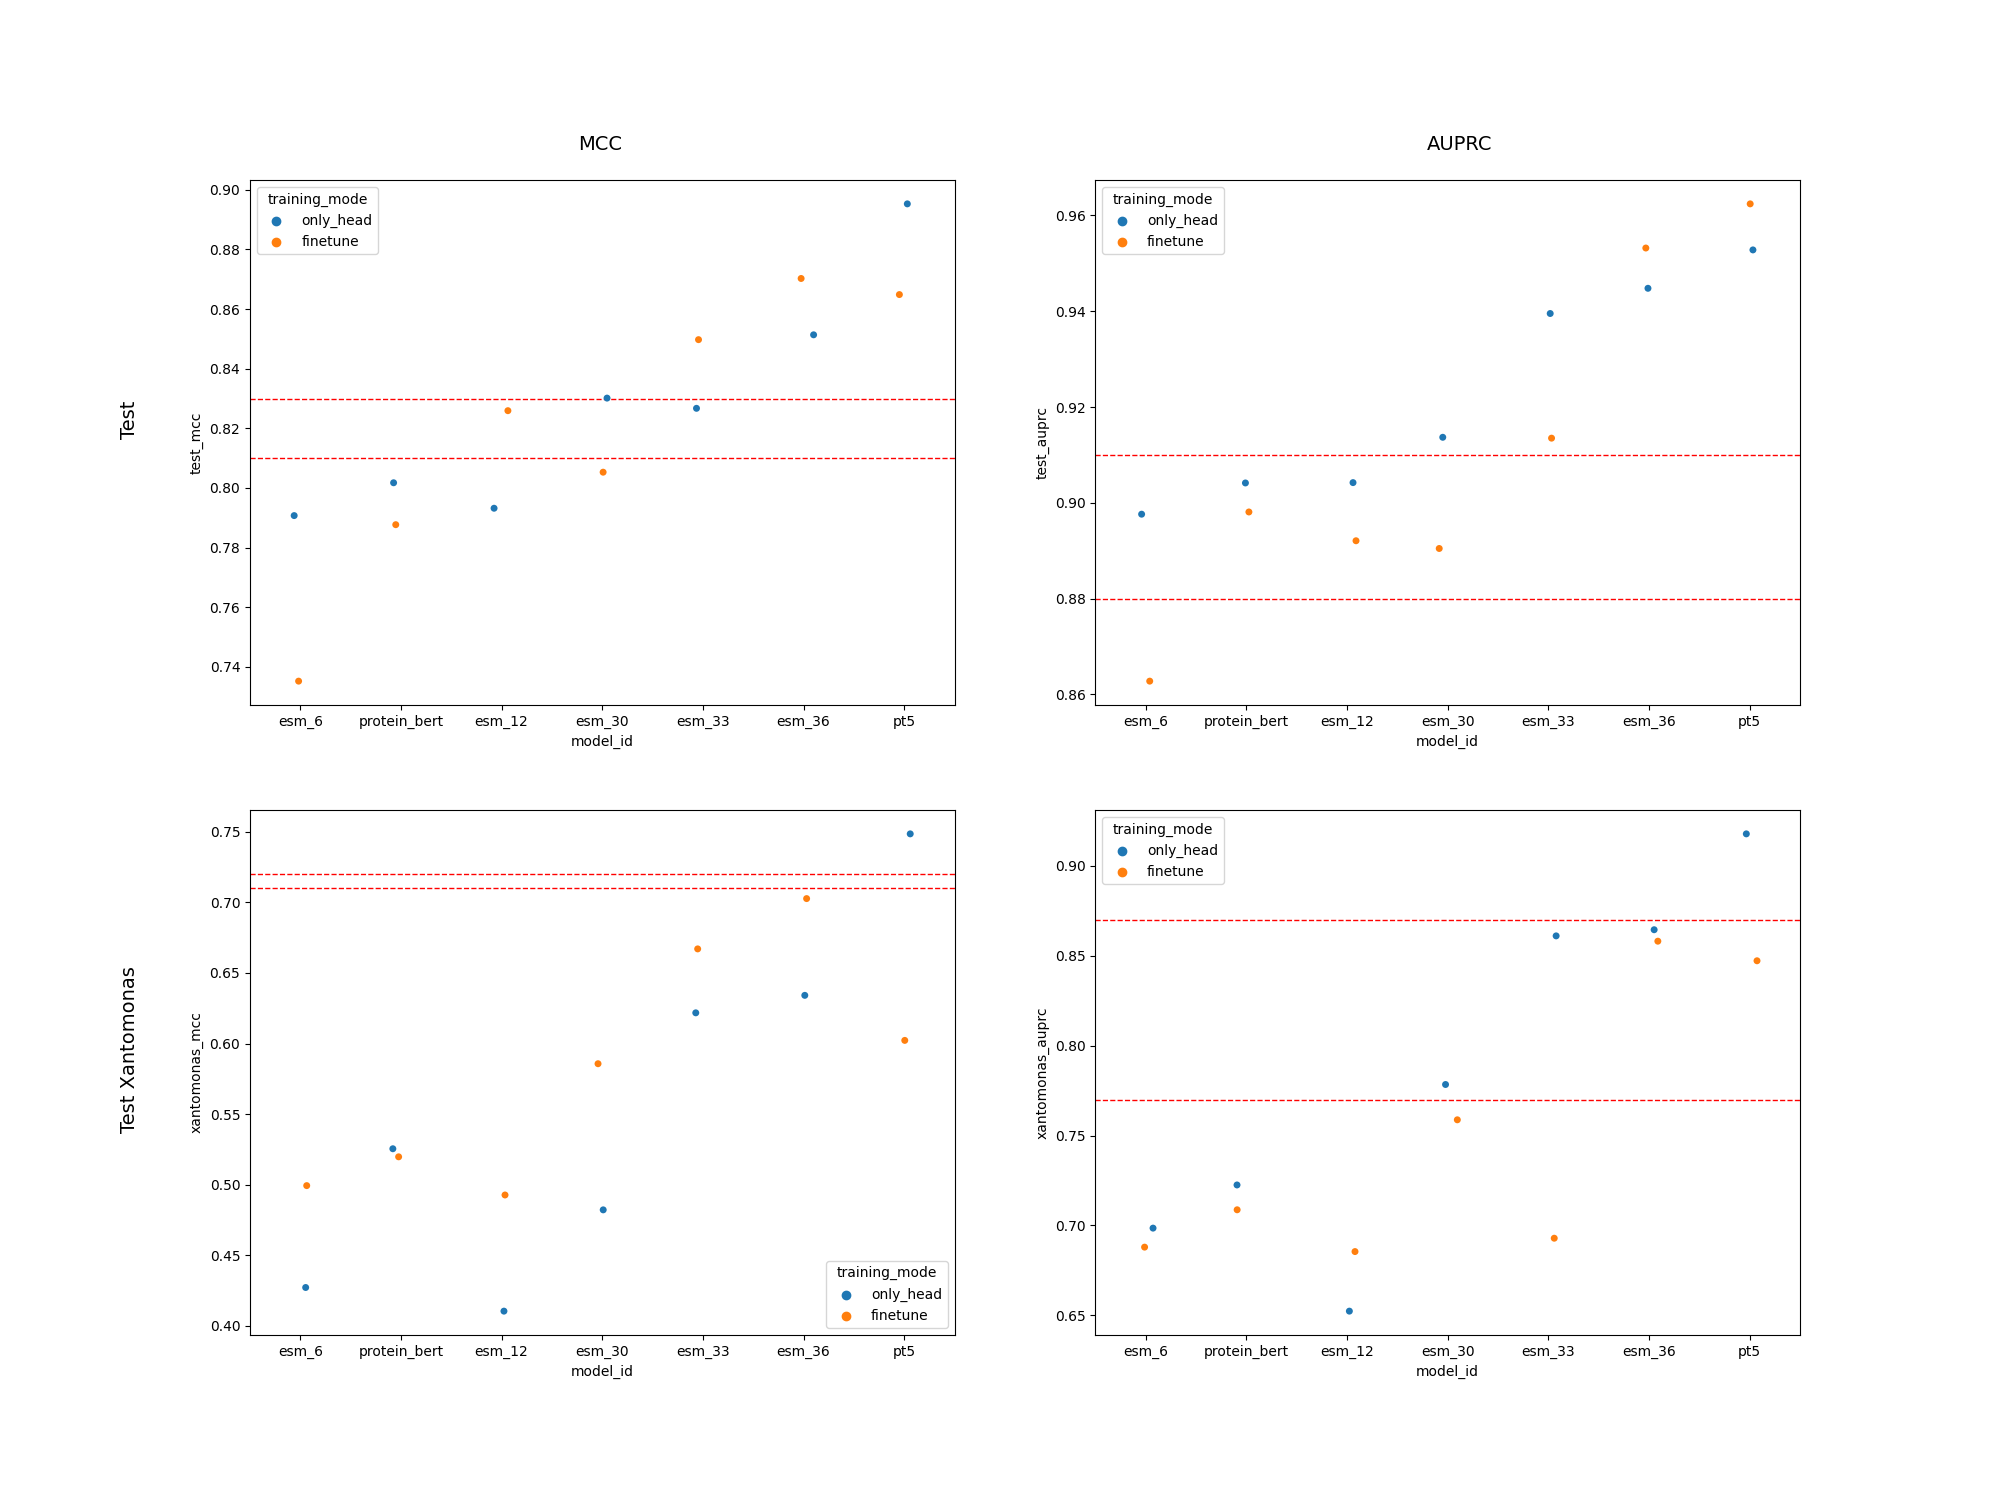 MCC
AUPRC
Test
test_mcc
0.90
0.88
0.86
0.84
0.82
0.80
0.78
0.76
0.74
training_mode
only_head
finetune
esm_6 protein_bert esm_12 esm_30 esm_33 esm_36 pt5
model_id
test_auprc
0.96
0.94
0.92
0.90
0.88
0.86
training_mode
only_head
finetune
esm_6 protein_bert esm_12 esm_30 esm_33 esm_36 pt5
model_id
Test Xantomonas
xantomonas_mcc
0.75
0.70
0.65
0.60
0.55
0.50
0.45
0.40
training_mode
only_head
finetune
esm_6 protein_bert esm_12 esm_30 esm_33 esm_36 pt5
model_id
xantomonas_auprc
0.90
0.85
0.80
0.75
0.70
0.65
training_mode
only_head
finetune
esm_6 protein_bert esm_12 esm_30 esm_33 esm_36 pt5
model_id